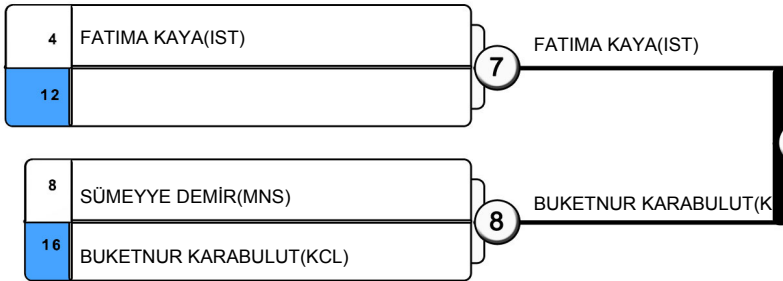 4 FATIMA KAYA(IST)
7
FATIMA KAYA(IST)
12
8 SÜMEYYE DEMİR(MNS)
8
BUKETNUR KARABULUT(K
16 BUKETNUR KARABULUT(KCL)